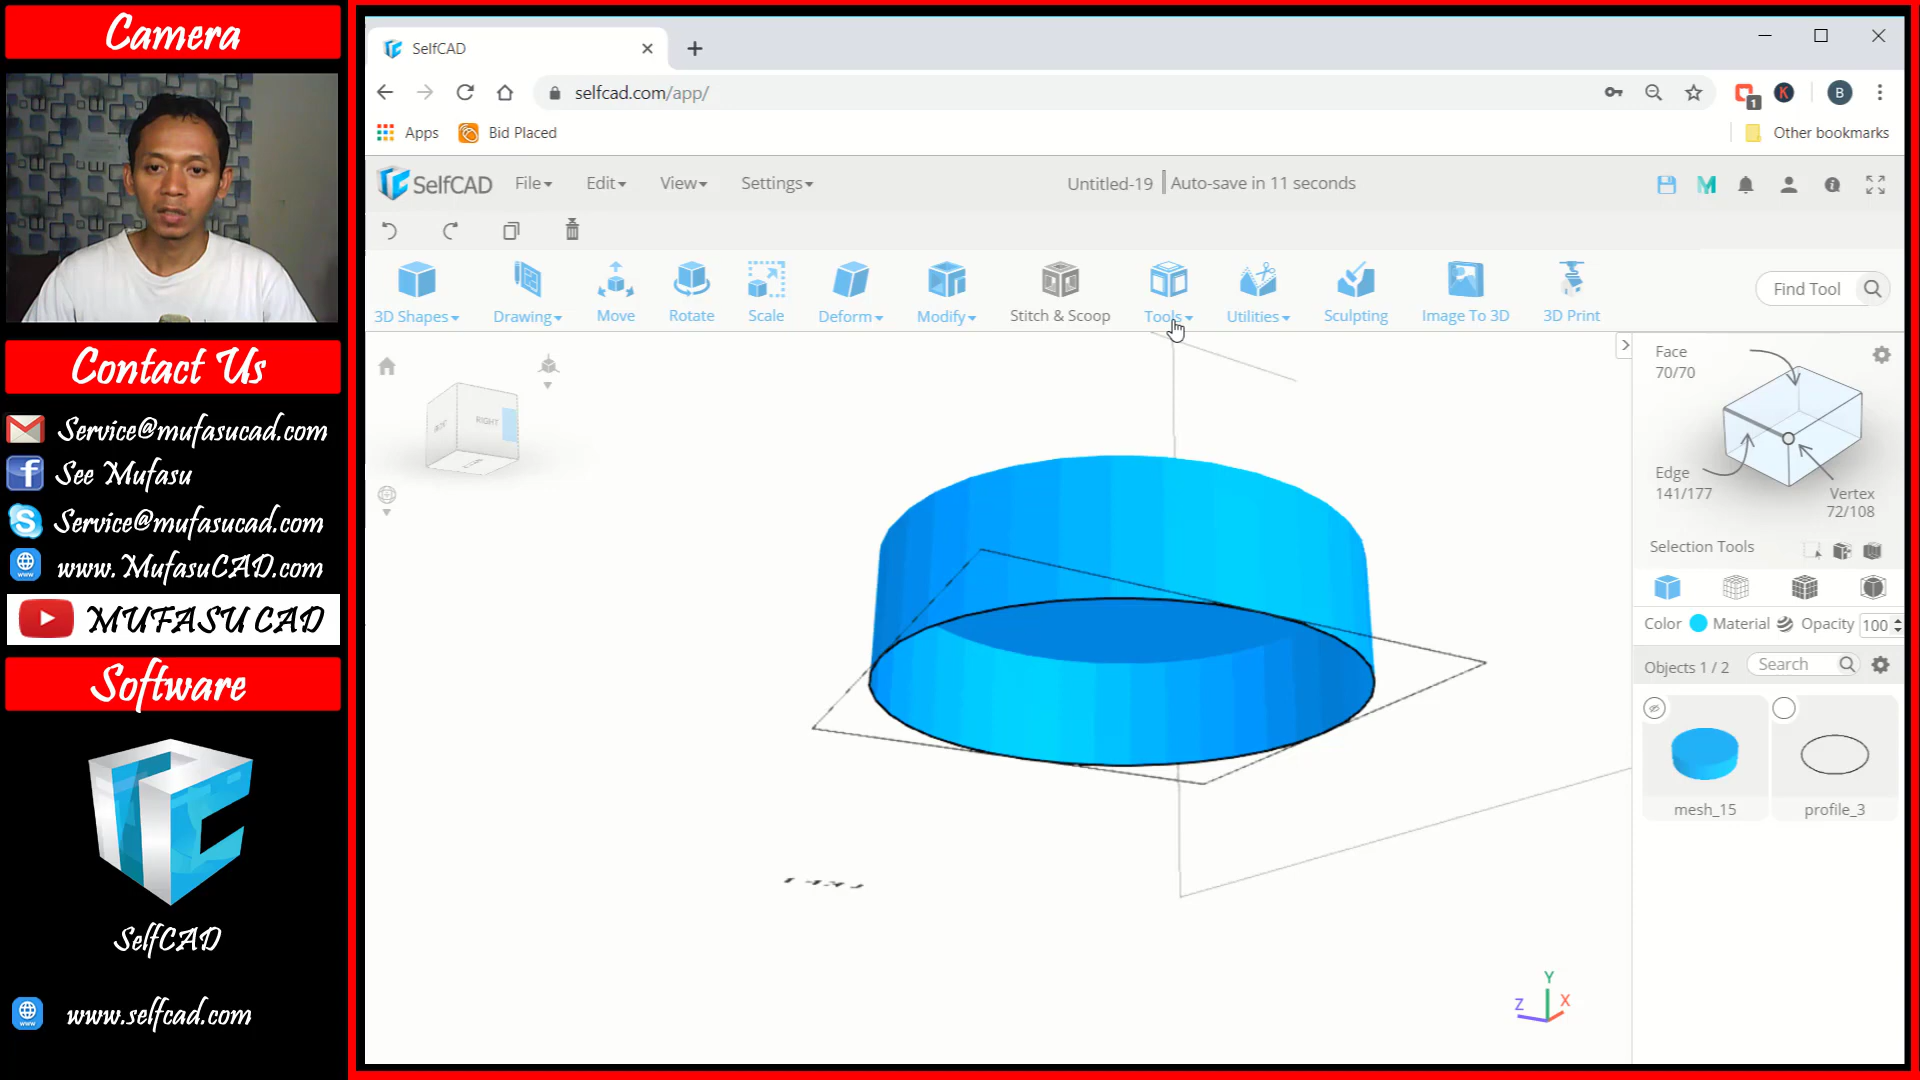 Camera
Contact Us
Service@mufasucad.com
See Mufasu
Service@mufasucad.com
www.MufasuCAD.com
MUFASU CAD
Software
SelfCAD
www.selfcad.com
SelfCAD
selfcad.com/app/
1
K
B
Apps
Bid Placed
Other bookmarks
SelfCAD
File
Edit
View
Settings
Untitled-19
Auto-save in 11 seconds
3D Shapes
Drawing
Move
Rotate
Scale
Deform
Modify
Stitch & Scoop
Tools
Utilities
Sculpting
Image To 3D
3D Print
Find Tool
RIGHT
Face
70/70
Edge
141/177
Vertex
72/108
Selection Tools
Color
Material
Opacity
100
Objects 1 / 2
Search
mesh_15
profile_3
Y
Z
X